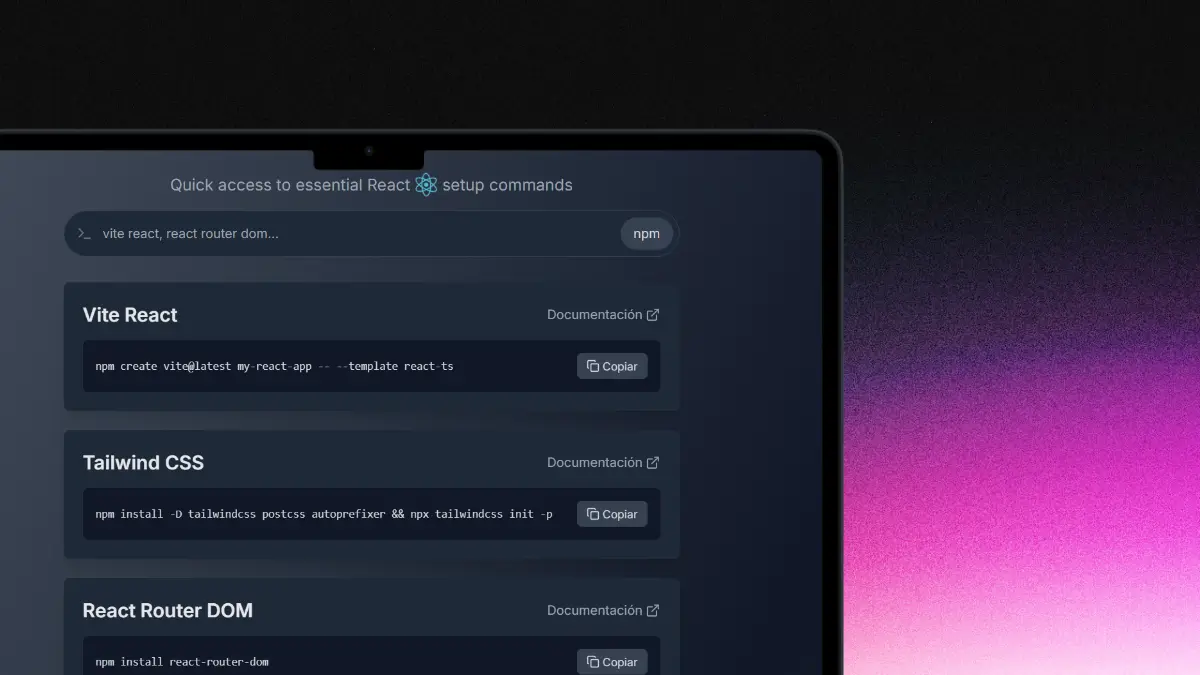 Quick access to essential React setup commands
>_ vite react, react router dom... npm
Vite React Documentación
npm create vite@latest my-react-app -- --template react-ts Copiar
Tailwind CSS Documentación
npm install -D tailwindcss postcss autoprefixer && npx tailwindcss init -p Copiar
React Router DOM Documentación
npm install react-router-dom Copiar